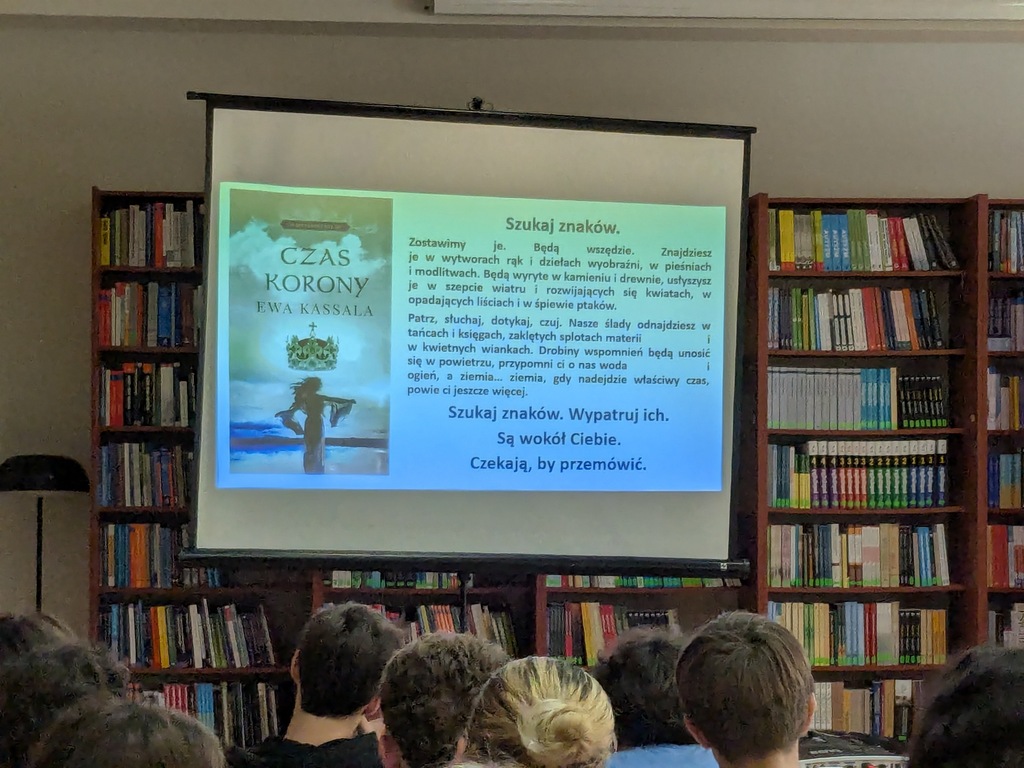 CZAS
KORONY
EWA KASSALA
Szukaj znaków.
Zostawimy je. Będą wszędzie. Znajdziesz
je w wytworach rąk i dziełach wyobraźni, w pieśniach
i modlitwach. Będą wyryte w kamieniu i drewnie, usłyszysz
je w szepcie wiatru i rozwijających się kwiatach, w
opadających liściach i w śpiewie ptaków.
Patrz, słuchaj, dotykaj, czuj. Nasze ślady odnajdziesz w
tańcach i księgach, zaklętych splotach materii i
w kwietnych wiankach. Drobiny wspomnień będą unosić
się w powietrzu, przypomni ci o nas woda i
ogień, a ziemia... ziemia, gdy nadejdzie właściwy czas,
powie ci jeszcze więcej.
Szukaj znaków. Wypatruj ich.
Są wokół Ciebie.
Czekają, by przemówić.